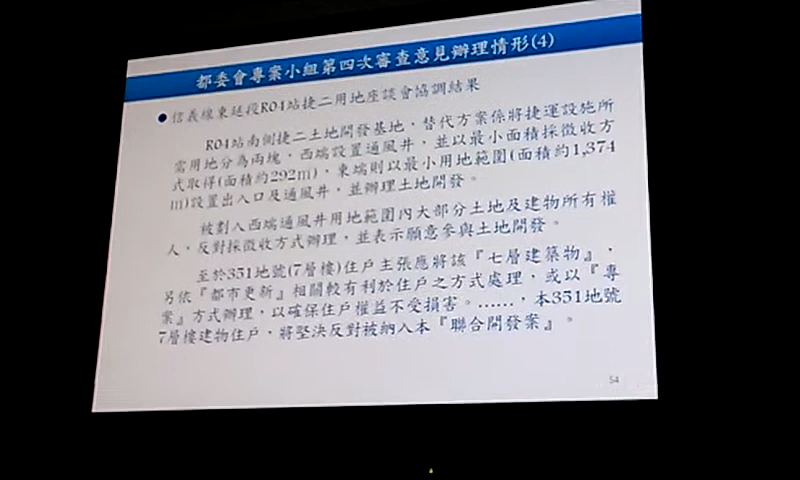 都委會專案小組第四次審查意見辦理情形(4)
●信義線東延段R04站捷二用地座談會協調結果
R04站南側捷二土地開發基地，替代方案係將捷運設施所
需用地分為兩塊，西端設置通風井，並以最小面積採徵收方
式取得(面積約292m)，東端則以最小用地範圍(面積約1,374
m)設置出入口及通風井，並辦理土地開發。
被劃入西端通風井用地範圍內大部分土地及建物所有權
人，反對採徵收方式辦理，並表示願意參與土地開發。
至於351地號(7層樓)住戶主張應將該『七層建築物』，
另依『都市更新』相關較有利於住戶之方式處理，或以『專
案』方式辦理，以確保住戶權益不受損害。……，本351地號
7層樓建物住戶，將堅決反對被納入本『聯合開發案』。
54